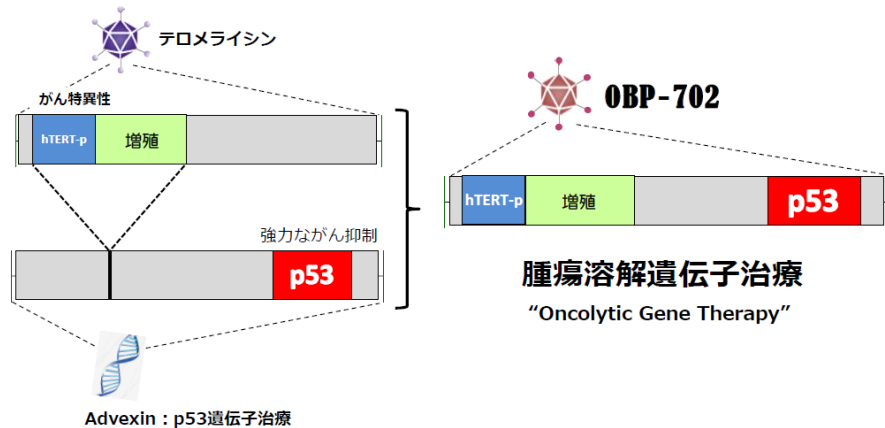 テロメライシン
がん特異性
hTERT-p
増殖
強力ながん抑制
p53
Advexin：p53遺伝子治療
OBP-702
hTERT-p
増殖
p53
腫瘍溶解遺伝子治療
“Oncolytic Gene Therapy”